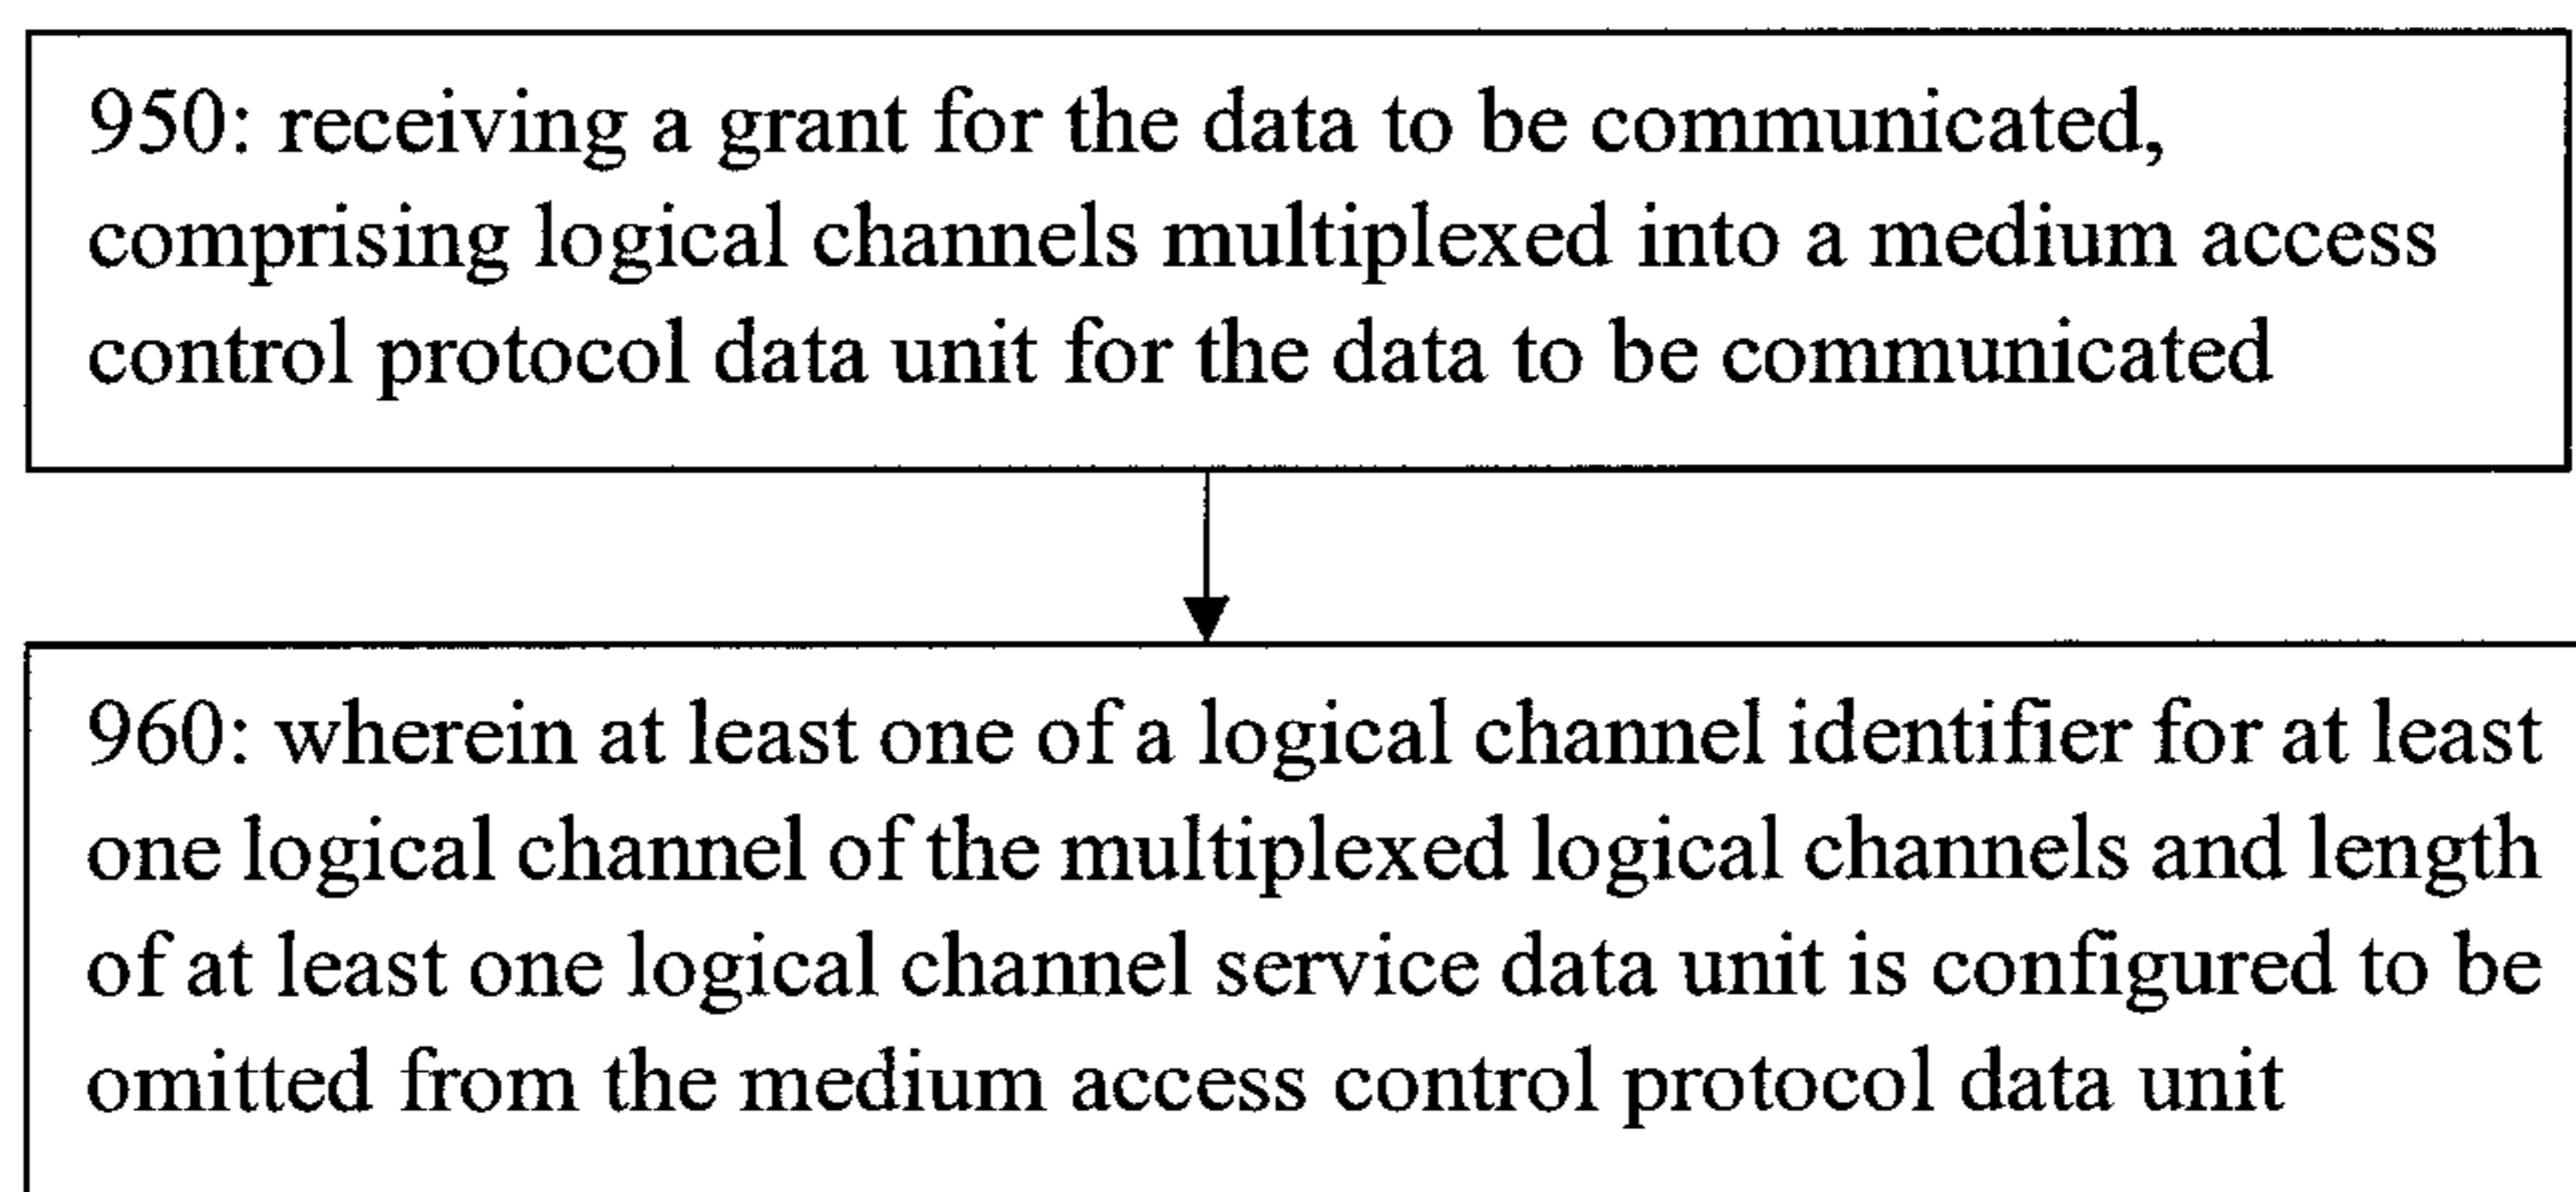 950: receiving a grant for the data to be communicated,
comprising logical channels multiplexed into a medium access
control protocol data unit for the data to be communicated
960: wherein at least one of a logical channel identifier for at least
one logical channel of the multiplexed logical channels and length
of at least one logical channel service data unit is configured to be
omitted from the medium access control protocol data unit